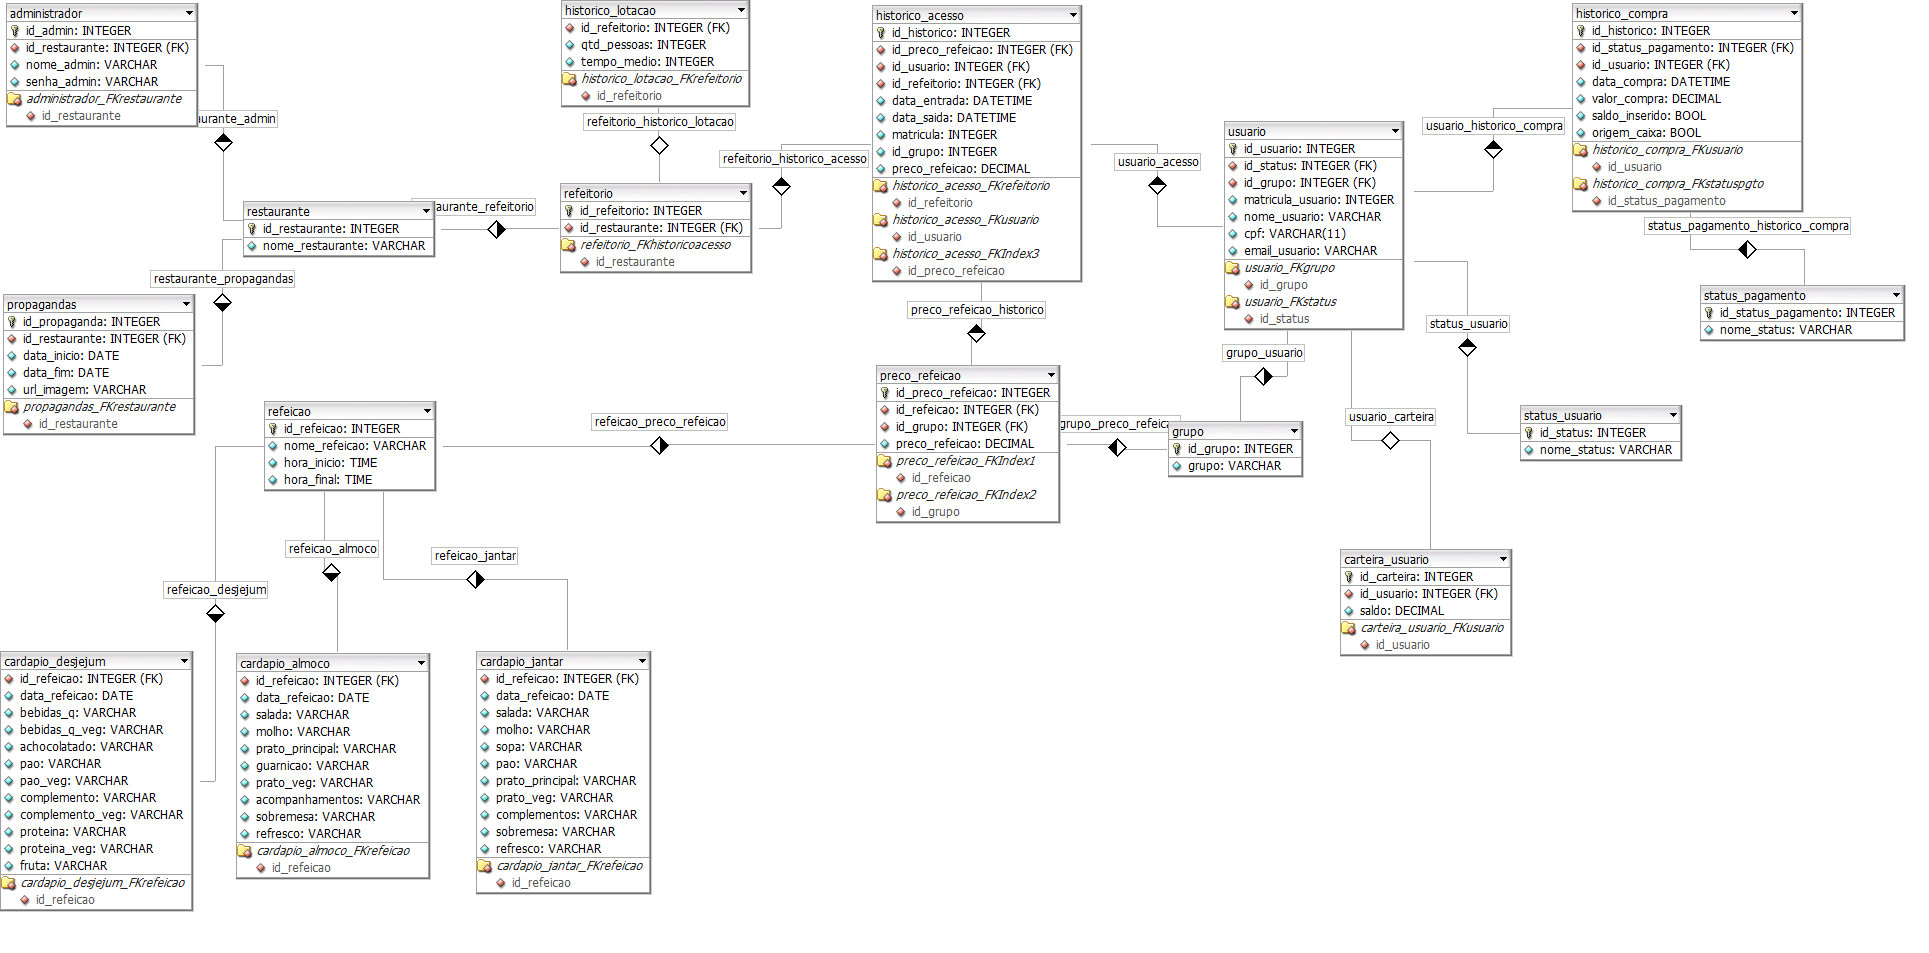 administrador
id_admin: INTEGER
id_restaurante: INTEGER (FK)
nome_admin: VARCHAR
senha_admin: VARCHAR
administrador_FKrestaurante
id_restaurante
aurante_admin
historico_lotacao
id_refeitorio: INTEGER (FK)
qtd_pessoas: INTEGER
tempo_medio: INTEGER
historico_lotacao_FKrefeitorio
id_refeitorio
refeitorio_historico_lotacao
historico_acesso
id_historico: INTEGER
id_preco_refeicao: INTEGER (FK)
id_usuario: INTEGER (FK)
id_refeitorio: INTEGER (FK)
data_entrada: DATETIME
data_saida: DATETIME
matricula: INTEGER
id_grupo: INTEGER
preco_refeicao: DECIMAL
historico_acesso_FKrefeitorio
id_refeitorio
historico_acesso_FKusuario
id_usuario
historico_acesso_FKIndex3
id_preco_refeicao
refeitorio_historico_acesso
usuario_acesso
usuario
id_usuario: INTEGER
id_status: INTEGER (FK)
id_grupo: INTEGER (FK)
matricula_usuario: INTEGER
nome_usuario: VARCHAR
cpf: VARCHAR(11)
email_usuario: VARCHAR
usuario_FKgrupo
id_grupo
usuario_FKstatus
id_status
usuario_historico_compra
historico_compra
id_historico: INTEGER
id_status_pagamento: INTEGER (FK)
id_usuario: INTEGER (FK)
data_compra: DATETIME
valor_compra: DECIMAL
saldo_inserido: BOOL
origem_caixa: BOOL
historico_compra_FKusuario
id_usuario
historico_compra_FKstatuspgto
id_status_pagamento
status_pagamento_historico_compra
status_pagamento
id_status_pagamento: INTEGER
nome_status: VARCHAR
restaurante
id_restaurante: INTEGER
nome_restaurante: VARCHAR
aurante_refeitorio
refeitorio
id_refeitorio: INTEGER
id_restaurante: INTEGER (FK)
refeitorio_FKhistoricoacesso
id_restaurante
restaurante_propagandas
propagandas
id_propaganda: INTEGER
id_restaurante: INTEGER (FK)
data_inicio: DATE
data_fim: DATE
url_imagem: VARCHAR
propagandas_FKrestaurante
id_restaurante
preco_refeicao_historico
grupo_usuario
status_usuario
preco_refeicao
id_preco_refeicao: INTEGER
id_refeicao: INTEGER (FK)
id_grupo: INTEGER (FK)
preco_refeicao: DECIMAL
preco_refeicao_FKIndex1
id_refeicao
preco_refeicao_FKIndex2
id_grupo
refeicao
id_refeicao: INTEGER
nome_refeicao: VARCHAR
hora_inicio: TIME
hora_final: TIME
refeicao_preco_refeicao
grupo_preco_refeica
grupo
id_grupo: INTEGER
grupo: VARCHAR
usuario_carteira
status_usuario
id_status: INTEGER
nome_status: VARCHAR
refeicao_almoco
refeicao_jantar
refeicao_desjejum
carteira_usuario
id_carteira: INTEGER
id_usuario: INTEGER (FK)
saldo: DECIMAL
carteira_usuario_FKusuario
id_usuario
cardapio_desjejum
id_refeicao: INTEGER (FK)
data_refeicao: DATE
bebidas_q: VARCHAR
bebidas_q_veg: VARCHAR
achocolatado: VARCHAR
pao: VARCHAR
pao_veg: VARCHAR
complemento: VARCHAR
complemento_veg: VARCHAR
proteina: VARCHAR
proteina_veg: VARCHAR
fruta: VARCHAR
cardapio_desjejum_FKrefeicao
id_refeicao
cardapio_almoco
id_refeicao: INTEGER (FK)
data_refeicao: DATE
salada: VARCHAR
molho: VARCHAR
prato_principal: VARCHAR
guarnicao: VARCHAR
prato_veg: VARCHAR
acompanhamentos: VARCHAR
sobremesa: VARCHAR
refresco: VARCHAR
cardapio_almoco_FKrefeicao
id_refeicao
cardapio_jantar
id_refeicao: INTEGER (FK)
data_refeicao: DATE
salada: VARCHAR
molho: VARCHAR
sopa: VARCHAR
pao: VARCHAR
prato_principal: VARCHAR
prato_veg: VARCHAR
complementos: VARCHAR
sobremesa: VARCHAR
refresco: VARCHAR
cardapio_jantar_FKrefeicao
id_refeicao